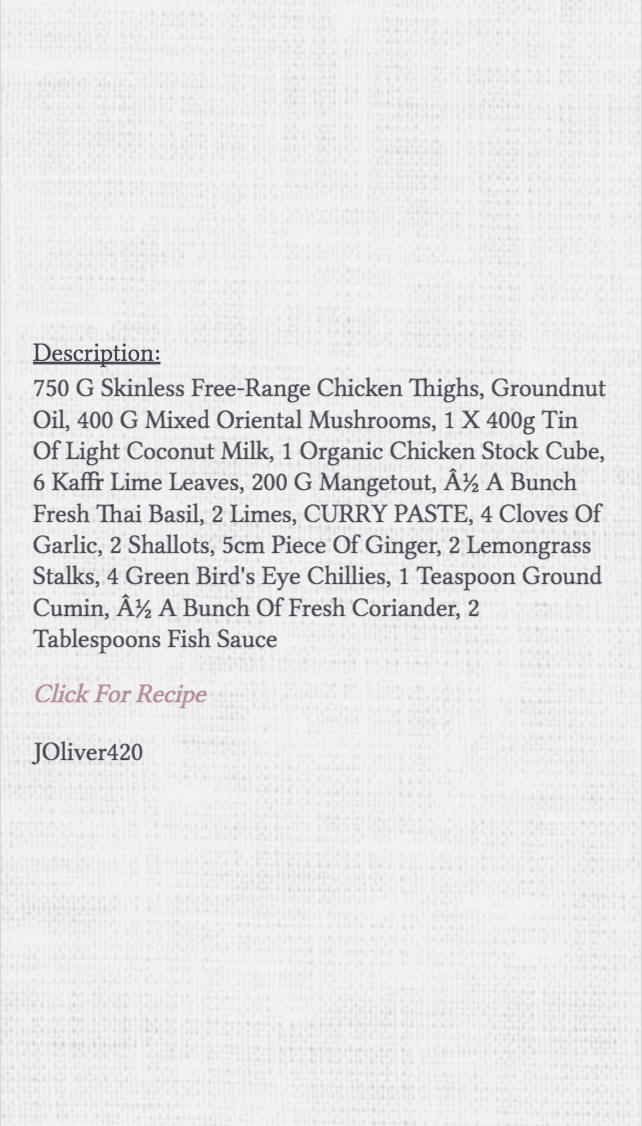 Description:
750 G Skinless Free-Range Chicken Thighs, Groundnut
Oil, 400 G Mixed Oriental Mushrooms, 1 X 400g Tin
Of Light Coconut Milk, 1 Organic Chicken Stock Cube,
6 Kaffr Lime Leaves, 200 G Mangetout, Â½ A Bunch
Fresh Thai Basil, 2 Limes, CURRY PASTE, 4 Cloves Of
Garlic, 2 Shallots, 5cm Piece Of Ginger, 2 Lemongrass
Stalks, 4 Green Bird's Eye Chillies, 1 Teaspoon Ground
Cumin, Â½ A Bunch Of Fresh Coriander, 2
Tablespoons Fish Sauce
Click For Recipe
JOliver420